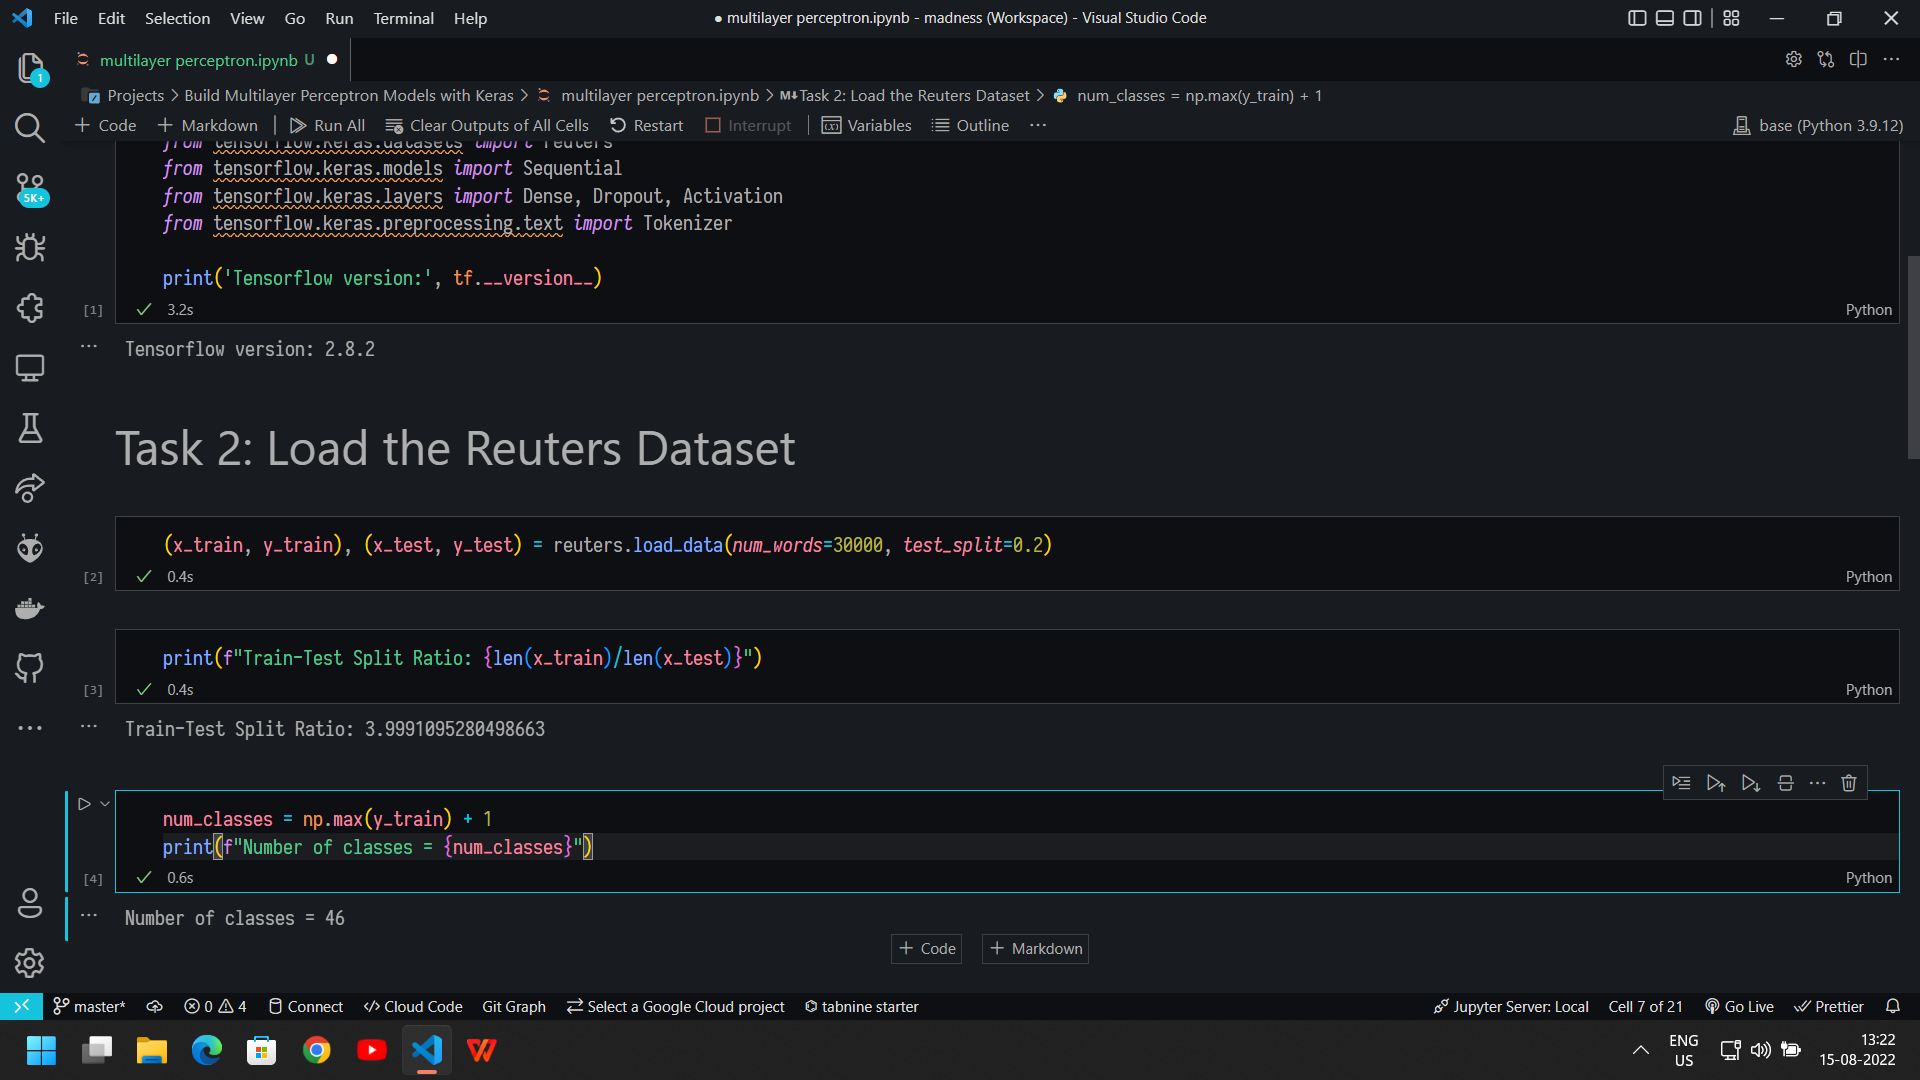 File Edit Selection View Go Run Terminal Help
● multilayer perceptron.ipynb - madness (Workspace) - Visual Studio Code
multilayer perceptron.ipynb U
Projects > Build Multilayer Perceptron Models with Keras > multilayer perceptron.ipynb > M↓Task 2: Load the Reuters Dataset > num_classes = np.max(y_train) + 1
+ Code + Markdown Run All Clear Outputs of All Cells Restart Interrupt Variables Outline ... base (Python 3.9.12)
1
5K+
from tensorflow.keras.datasets import reuters
from tensorflow.keras.models import Sequential
from tensorflow.keras.layers import Dense, Dropout, Activation
from tensorflow.keras.preprocessing.text import Tokenizer
print('Tensorflow version:', tf.__version__)
[1] 3.2s Python
Tensorflow version: 2.8.2
Task 2: Load the Reuters Dataset
(x_train, y_train), (x_test, y_test) = reuters.load_data(num_words=30000, test_split=0.2)
[2] 0.4s Python
print(f"Train-Test Split Ratio: {len(x_train)/len(x_test)}")
[3] 0.4s Python
Train-Test Split Ratio: 3.9991095280498663
num_classes = np.max(y_train) + 1
print(f"Number of classes = {num_classes}")
[4] 0.6s Python
Number of classes = 46
+ Code + Markdown
master* 0 4 Connect Cloud Code Git Graph Select a Google Cloud project tabnine starter Jupyter Server: Local Cell 7 of 21 Go Live Prettier
ENG
US
13:22
15-08-2022